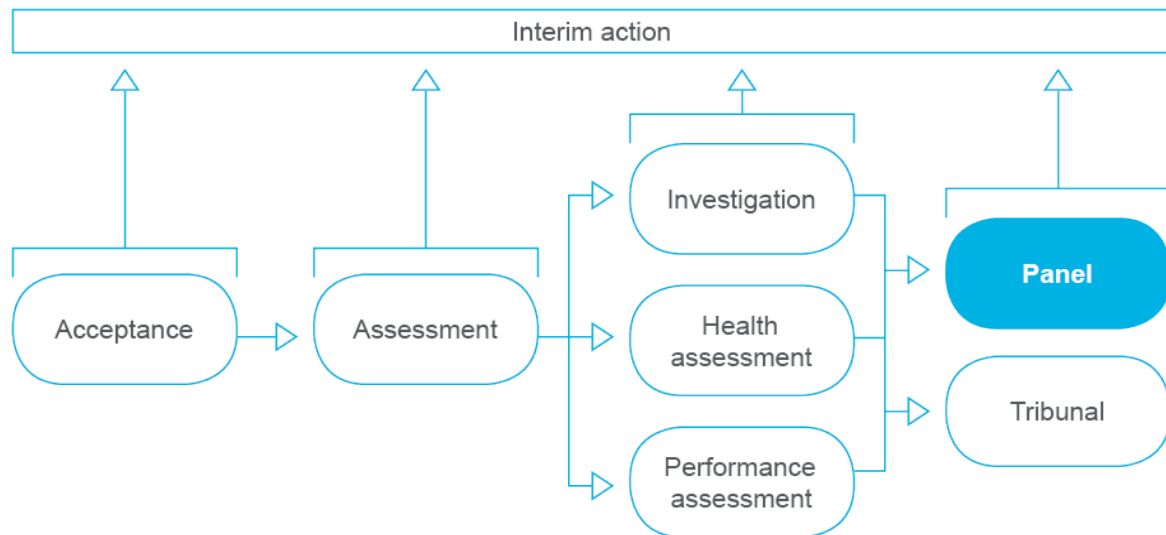 Interim action
Acceptance
Assessment
Investigation
Health
assessment
Performance
assessment
Panel
Tribunal